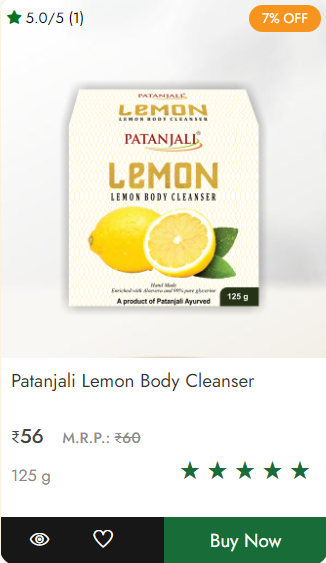 5.0/5 (1)
7% OFF
PATANJALI
LEMON
LEMON BODY CLEANSER
PATANJALI®
LEMON
LEMON BODY CLEANSER
Hand Made
Enriched with Aloevera and 99% pure glycerine
A product of Patanjali Ayurved
125 g
Patanjali Lemon Body Cleanser
₹56 M.R.P.: ₹60
125 g
Buy Now